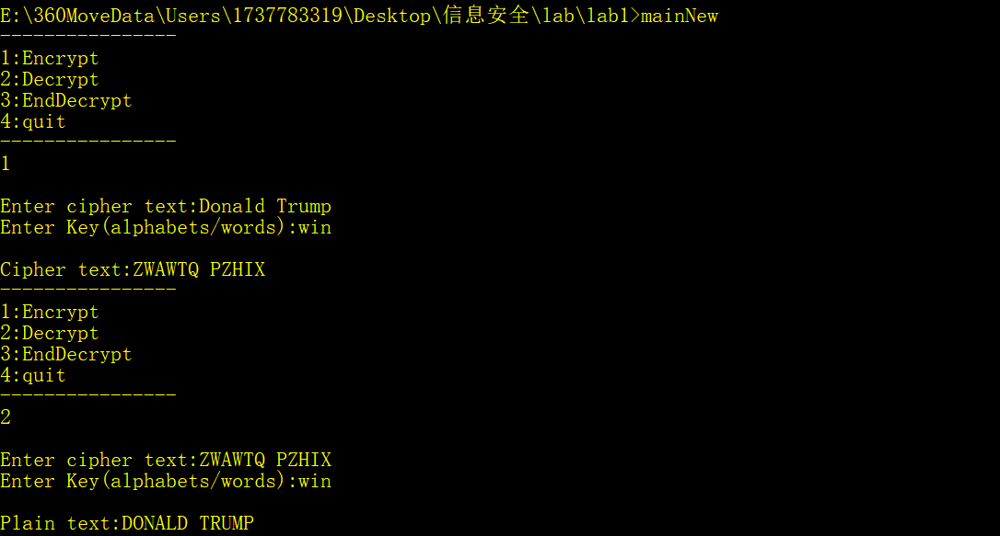 E:\360MoveData\Users\1737783319\Desktop\信息安全\lab\lab1>mainNew
----------------
1:Encrypt
2:Decrypt
3:EndDecrypt
4:quit
----------------
1
Enter cipher text:Donald Trump
Enter Key(alphabets/words):win
Cipher text:ZWAWTQ PZHIX
----------------
1:Encrypt
2:Decrypt
3:EndDecrypt
4:quit
----------------
2
Enter cipher text:ZWAWTQ PZHIX
Enter Key(alphabets/words):win
Plain text:DONALD TRUMP